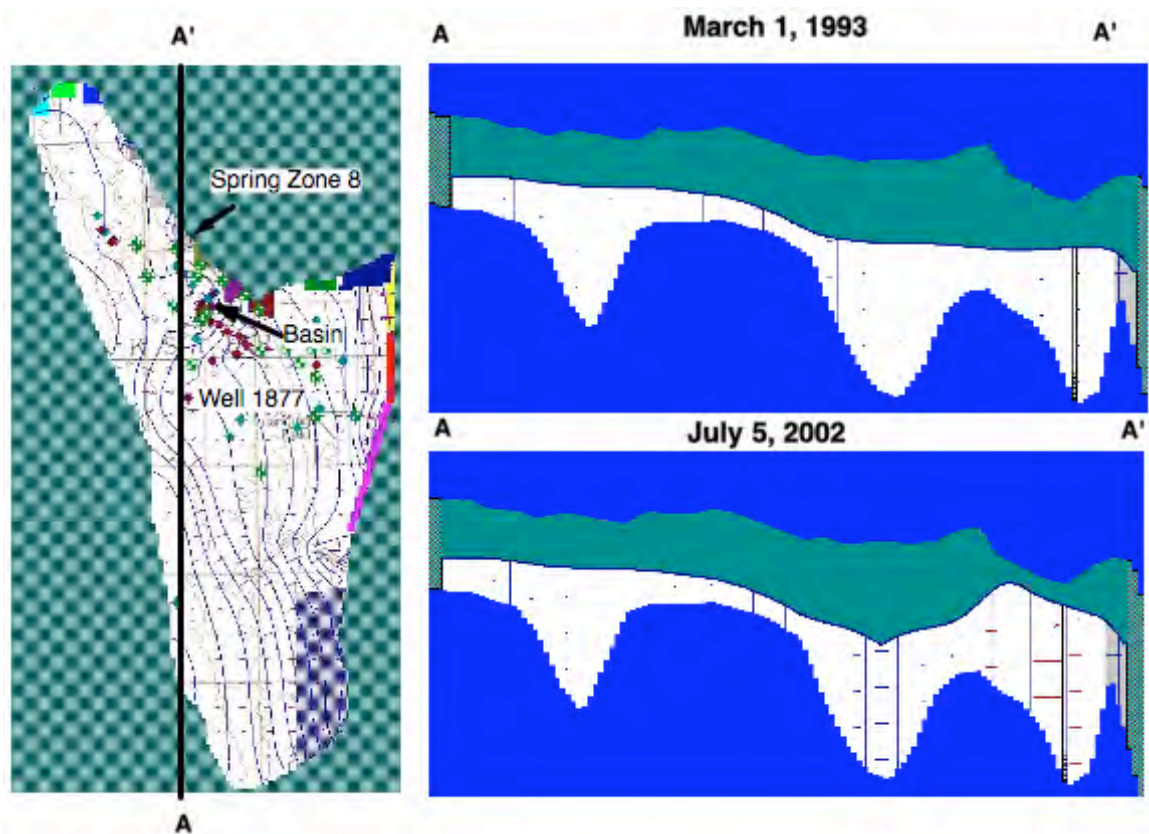 A'
Spring Zone 8
Basin
Well 1877
A
A
March 1, 1993
A'
A
July 5, 2002
A'